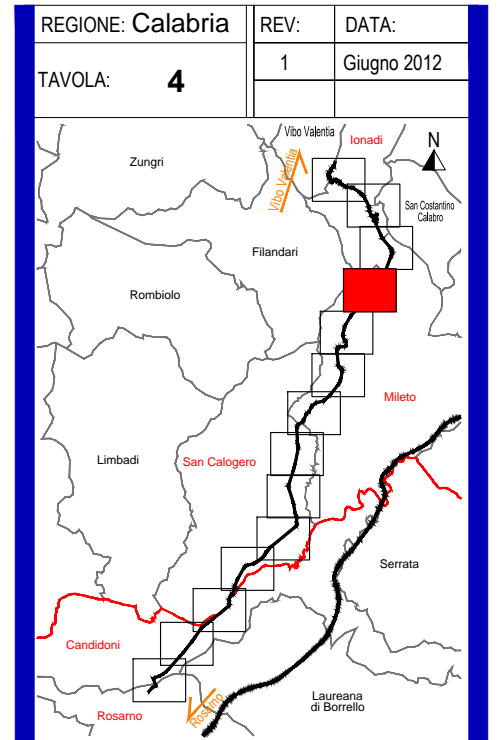 REGIONE: Calabria
REV:
DATA:
TAVOLA: 4
1
Giugno 2012
Vibo Valentia
Ionadi
N
Zungri
Vibo Valentia
San Costantino
Calabro
Filandari
Rombiolo
Mileto
Limbadi
San Calogero
Serrata
Candidoni
Rosarno
Rosarno
Laureana
di Borrello